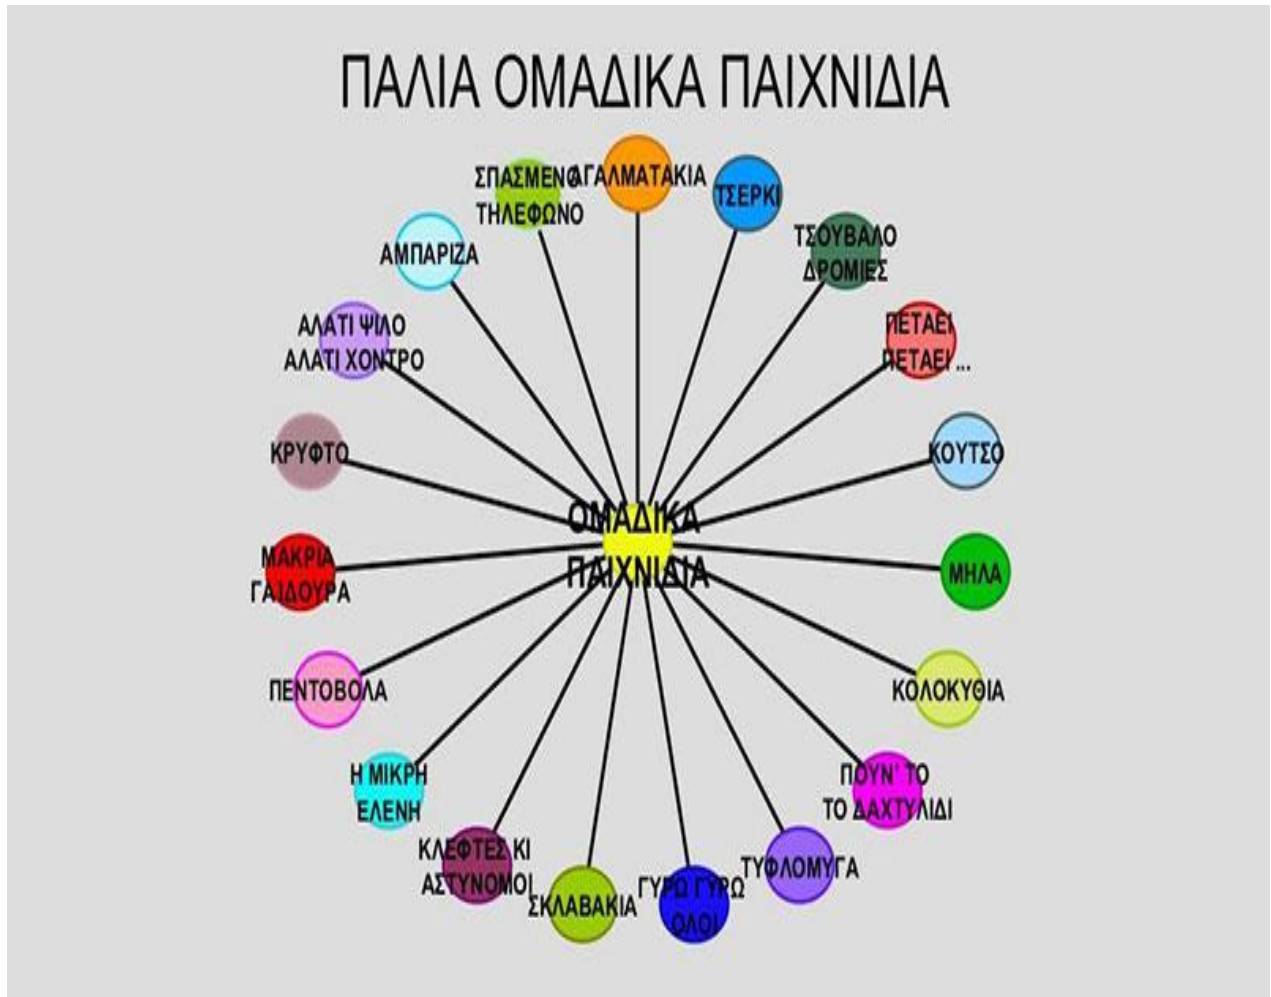 ΠΑΛΙΑ ΟΜΑΔΙΚΑ ΠΑΙΧΝΙΔΙΑ
ΑΓΑΛΜΑΤΑΚΙΑ
ΤΣΕΡΚΙ
ΤΣΟΥΒΑΛΟ
ΔΡΟΜΙΕΣ
ΠΕΤΑΕΙ
ΠΕΤΑΕΙ ...
ΚΟΥΤΣΟ
ΜΗΛΑ
ΚΟΛΟΚΥΘΙΑ
ΠΟΥΝ' ΤΟ
ΤΟ ΔΑΧΤΥΛΙΔΙ
ΤΥΦΛΟΜΥΓΑ
ΓΥΡΩ ΓΥΡΩ
ΟΛΟΙ
ΣΚΛΑΒΑΚΙΑ
ΚΛΕΦΤΕΣ ΚΙ
ΑΣΤΥΝΟΜΟΙ
Η ΜΙΚΡΗ
ΕΛΕΝΗ
ΠΕΝΤΟΒΟΛΑ
ΜΑΚΡΙΑ
ΓΑΪΔΟΥΡΑ
ΚΡΥΦΤΟ
ΑΛΑΤΙ ΨΙΛΟ
ΑΛΑΤΙ ΧΟΝΤΡΟ
ΑΜΠΑΡΙΖΑ
ΣΠΑΣΜΕΝΟ
ΤΗΛΕΦΩΝΟ
ΟΜΑΔΙΚΑ
ΠΑΙΧΝΙΔΙΑ